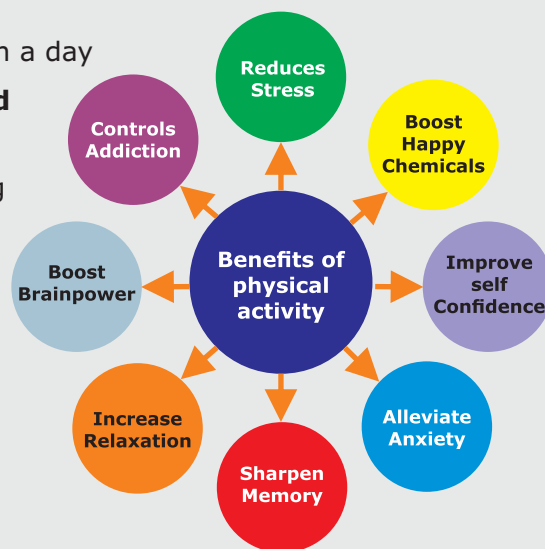 n a day
d
g
Benefits of
physical
activity
Reduces
Stress
Boost
Happy
Chemicals
Improve
self
Confidence
Alleviate
Anxiety
Sharpen
Memory
Increase
Relaxation
Boost
Brainpower
Controls
Addiction